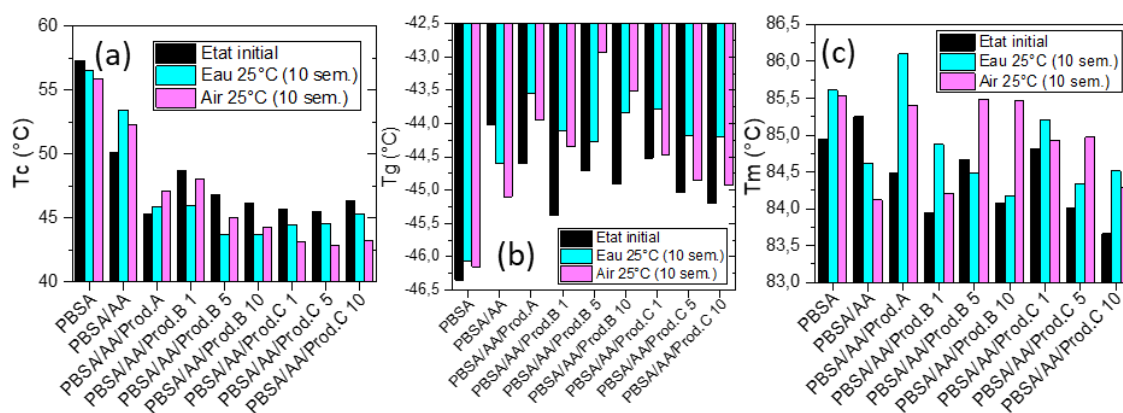 (a)
Etat initial
Eau 25°C (10 sem.)
Air 25°C (10 sem.)
Tc (°C)
60
55
50
45
40
PBSA
PBSA/AA
PBSA/AA/Prod.A
PBSA/AA/Prod.B 1
PBSA/AA/Prod.B 5
PBSA/AA/Prod.B 10
PBSA/AA/Prod.C 1
PBSA/AA/Prod.C 5
PBSA/AA/Prod.C 10
(b)
Etat initial
Eau 25°C (10 sem.)
Air 25°C (10 sem.)
Tg (°C)
-42,5
-43,0
-43,5
-44,0
-44,5
-45,0
-45,5
-46,0
-46,5
PBSA
PBSA/AA
PBSA/AA/Prod.A
PBSA/AA/Prod.B 1
PBSA/AA/Prod.B 5
PBSA/AA/Prod.B 10
PBSA/AA/Prod.C 1
PBSA/AA/Prod.C 5
PBSA/AA/Prod.C 10
(c)
Etat initial
Eau 25°C (10 sem.)
Air 25°C (10 sem.)
Tm (°C)
86,5
86,0
85,5
85,0
84,5
84,0
83,5
83,0
PBSA
PBSA/AA
PBSA/AA/Prod.A
PBSA/AA/Prod.B 1
PBSA/AA/Prod.B 5
PBSA/AA/Prod.B 10
PBSA/AA/Prod.C 1
PBSA/AA/Prod.C 5
PBSA/AA/Prod.C 10